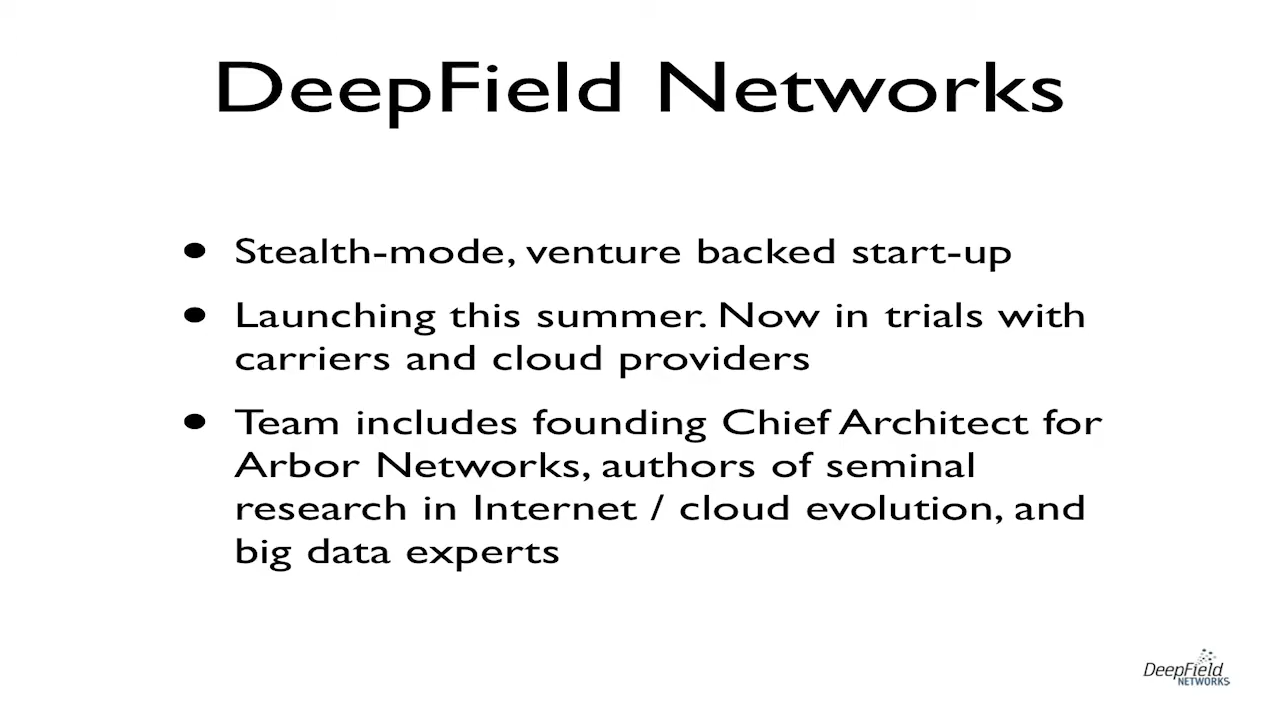 DeepField Networks
• Stealth-mode, venture backed start-up
• Launching this summer. Now in trials with
carriers and cloud providers
• Team includes founding Chief Architect for
Arbor Networks, authors of seminal
research in Internet / cloud evolution, and
big data experts
DeepField
NETWORKS